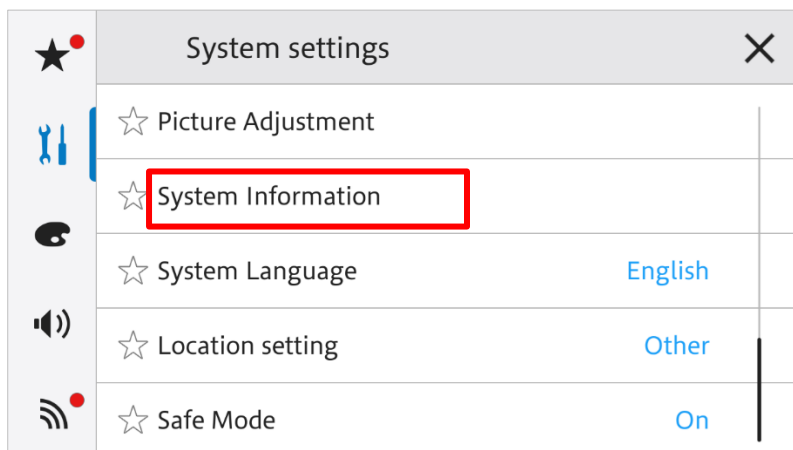 System settings
Picture Adjustment
System Information
System Language English
Location setting Other
Safe Mode On